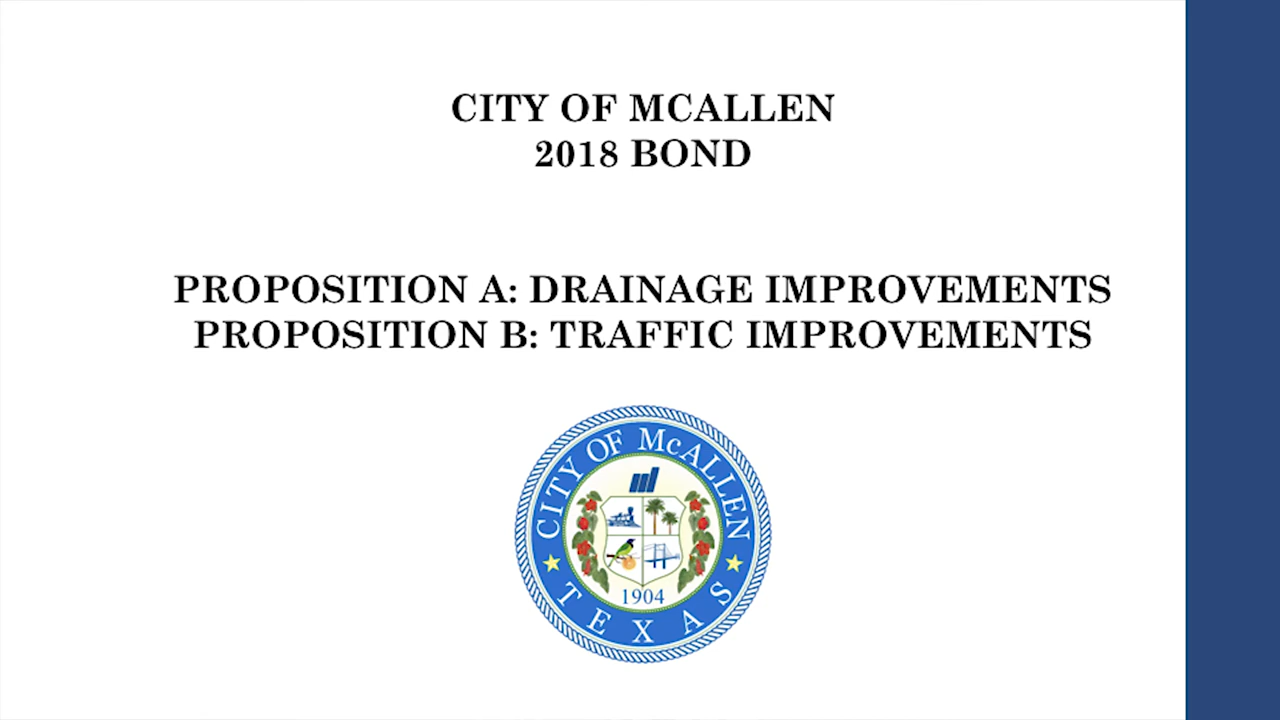 CITY OF MCALLEN
2018 BOND
PROPOSITION A: DRAINAGE IMPROVEMENTS
PROPOSITION B: TRAFFIC IMPROVEMENTS
CITY OF McALLEN
1904
TEXAS